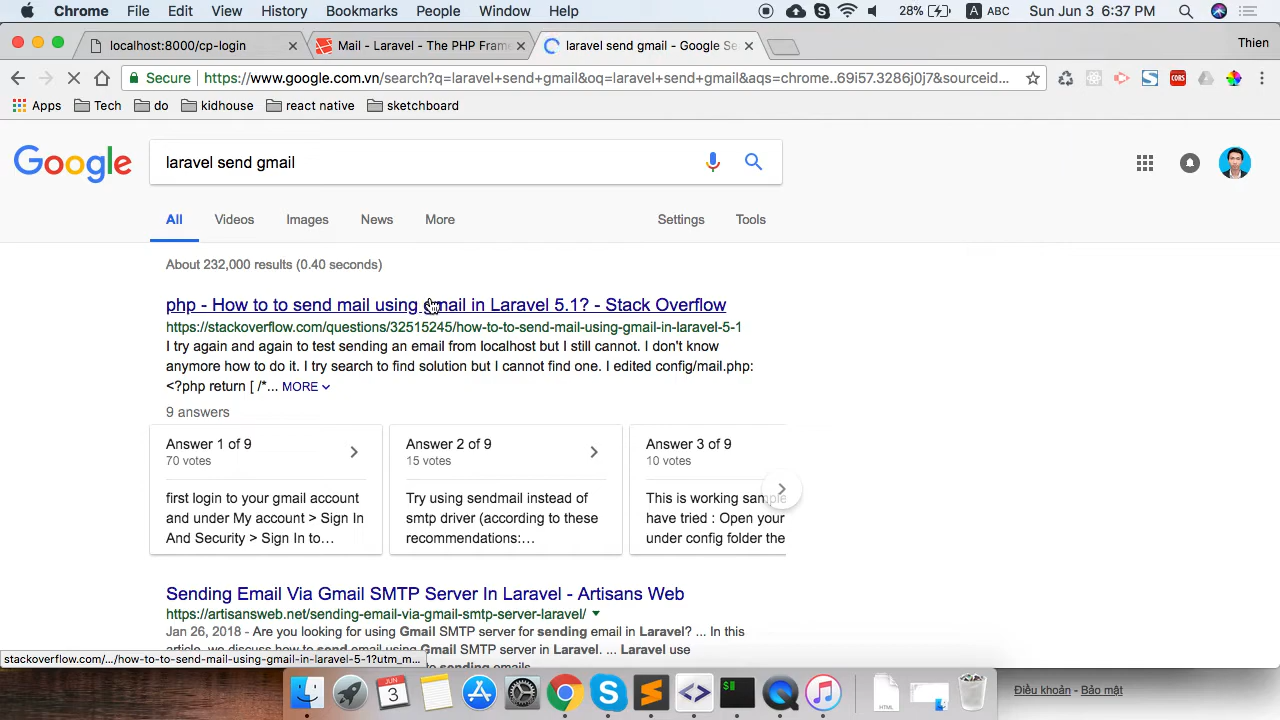 Chrome File Edit View History Bookmarks People Window Help 28% A ABC Sun Jun 3 6:37 PM
localhost:8000/cp-login Mail - Laravel - The PHP Fram laravel send gmail - Google Se Thien
Secure https://www.google.com.vn/search?q=laravel+send+gmail&oq=laravel+send+gmail&aqs=chrome..69i57.3286j0j7&sourceid... CORS
Apps Tech do kidhouse react native sketchboard
Google laravel send gmail
All Videos Images News More Settings Tools
About 232,000 results (0.40 seconds)
php - How to to send mail using gmail in Laravel 5.1? - Stack Overflow
https://stackoverflow.com/questions/32515245/how-to-to-send-mail-using-gmail-in-laravel-5-1
I try again and again to test sending an email from localhost but I still cannot. I don't know
anymore how to do it. I try search to find solution but I cannot find one. I edited config/mail.php:
<?php return [ /*... MORE
9 answers
Answer 1 of 9
70 votes
first login to your gmail account
and under My account > Sign In
And Security > Sign In to…
Answer 2 of 9
15 votes
Try using sendmail instead of
smtp driver (according to these
recommendations:…
Answer 3 of 9
10 votes
This is working sample
have tried : Open your
under config folder the
Sending Email Via Gmail SMTP Server In Laravel - Artisans Web
https://artisansweb.net/sending-email-via-gmail-smtp-server-laravel/
Jan 26, 2018 - Are you looking for using Gmail SMTP server for sending email in Laravel? ... In this
article, we discuss how to send email using Gmail SMTP server in Laravel. ... Laravel use
sending emails
stackoverflow.com/.../how-to-to-send-mail-using-gmail-in-laravel-5-1?utm_m...
JUN
3
$
HTML
Điều khoản - Bảo mật